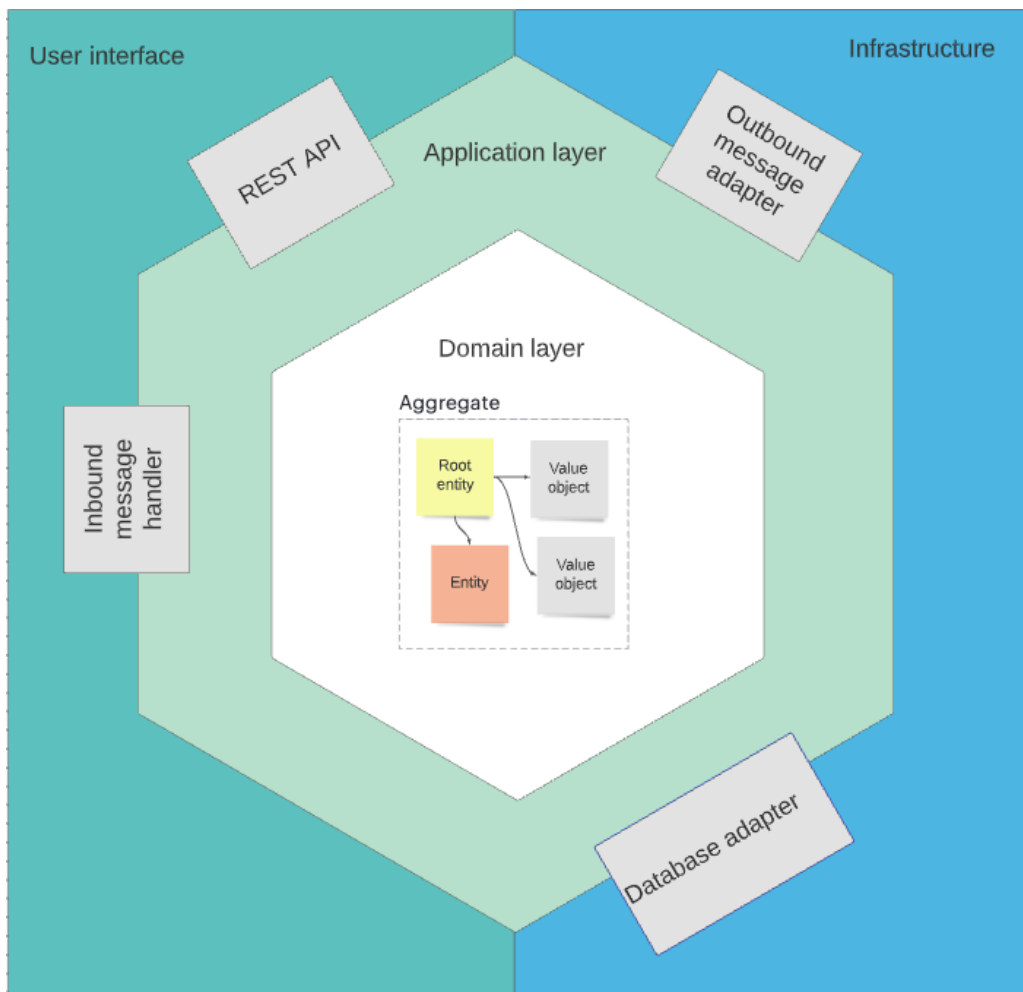 User interface
Infrastructure
REST API
Application layer
Outbound
message
adapter
Domain layer
Aggregate
Root
entity
Value
object
Inbound
message
handler
Entity
Value
object
Database adapter